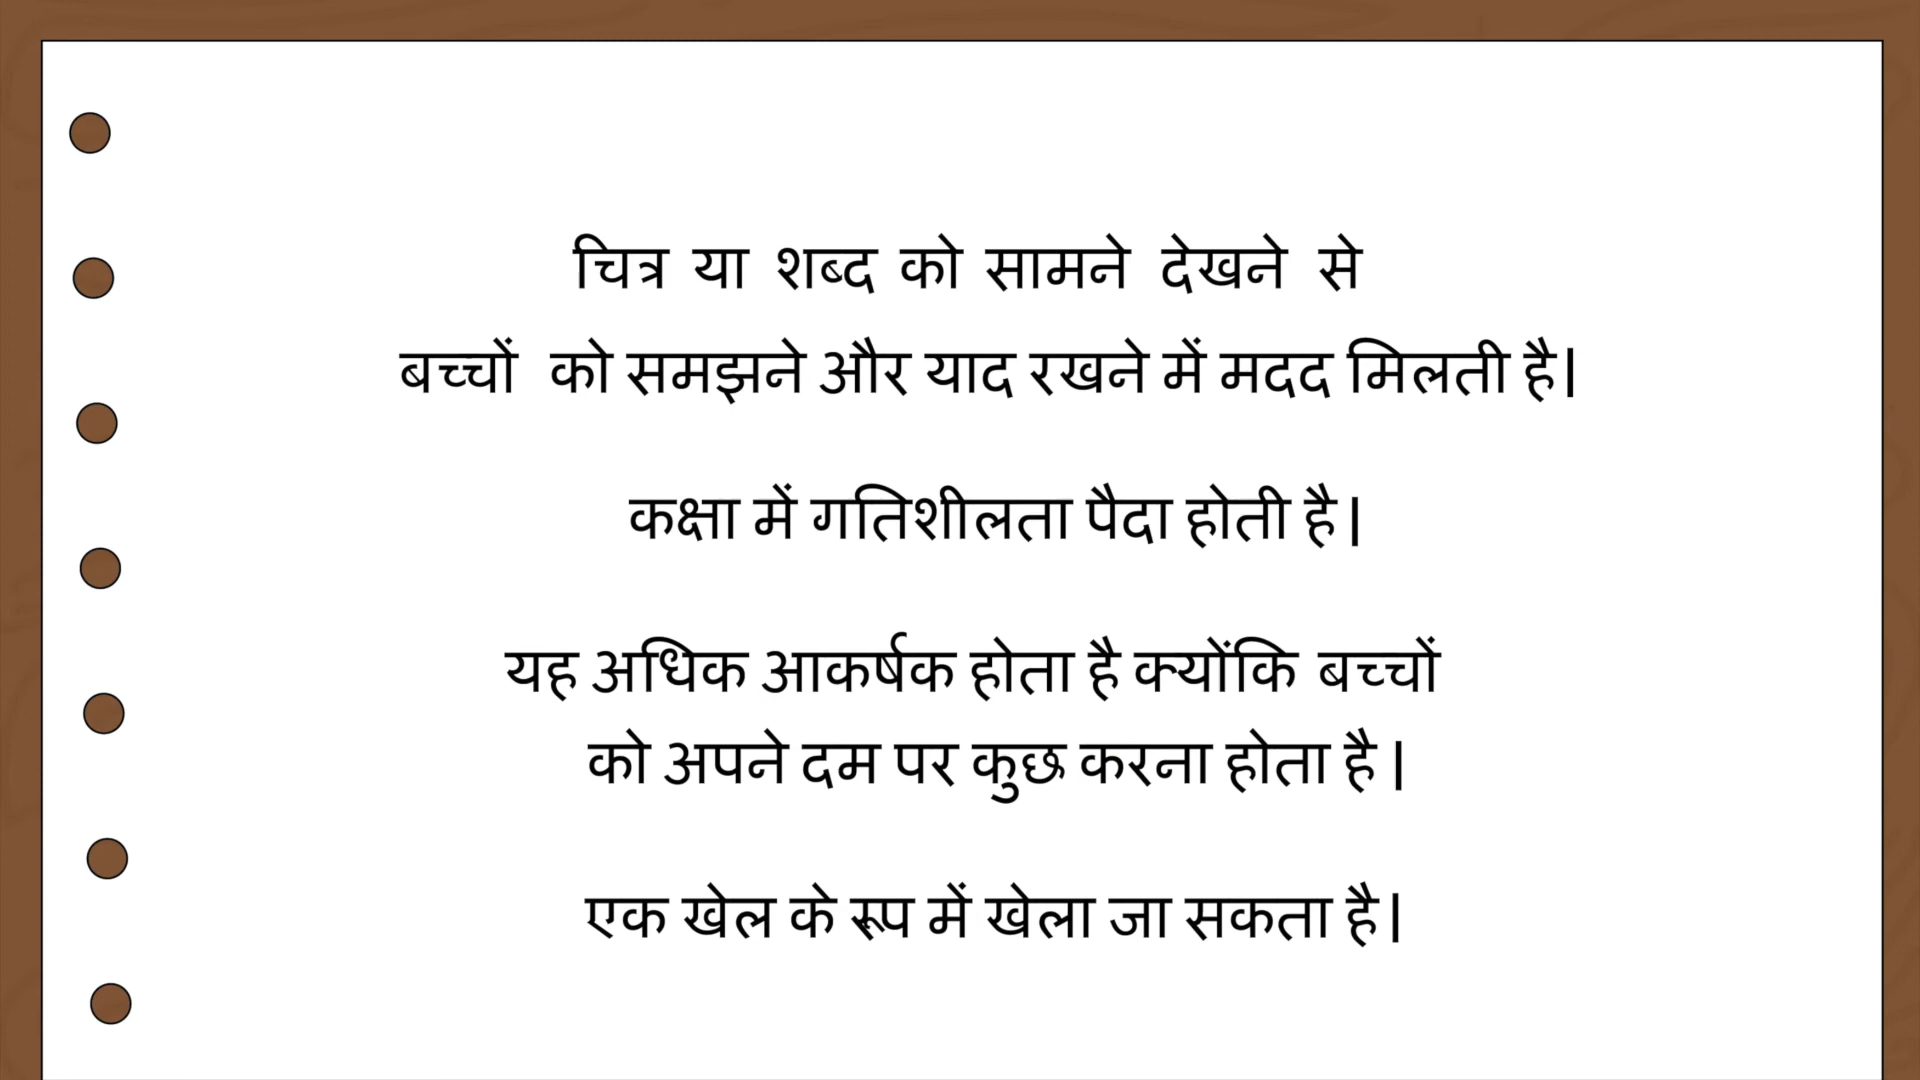 चित्र या शब्द को सामने देखने से
बच्चों को समझने और याद रखने में मदद मिलती है।
कक्षा में गतिशीलता पैदा होती है।
यह अधिक आकर्षक होता है क्योंकि बच्चों
को अपने दम पर कुछ करना होता है।
एक खेल के रूप में खेला जा सकता है।